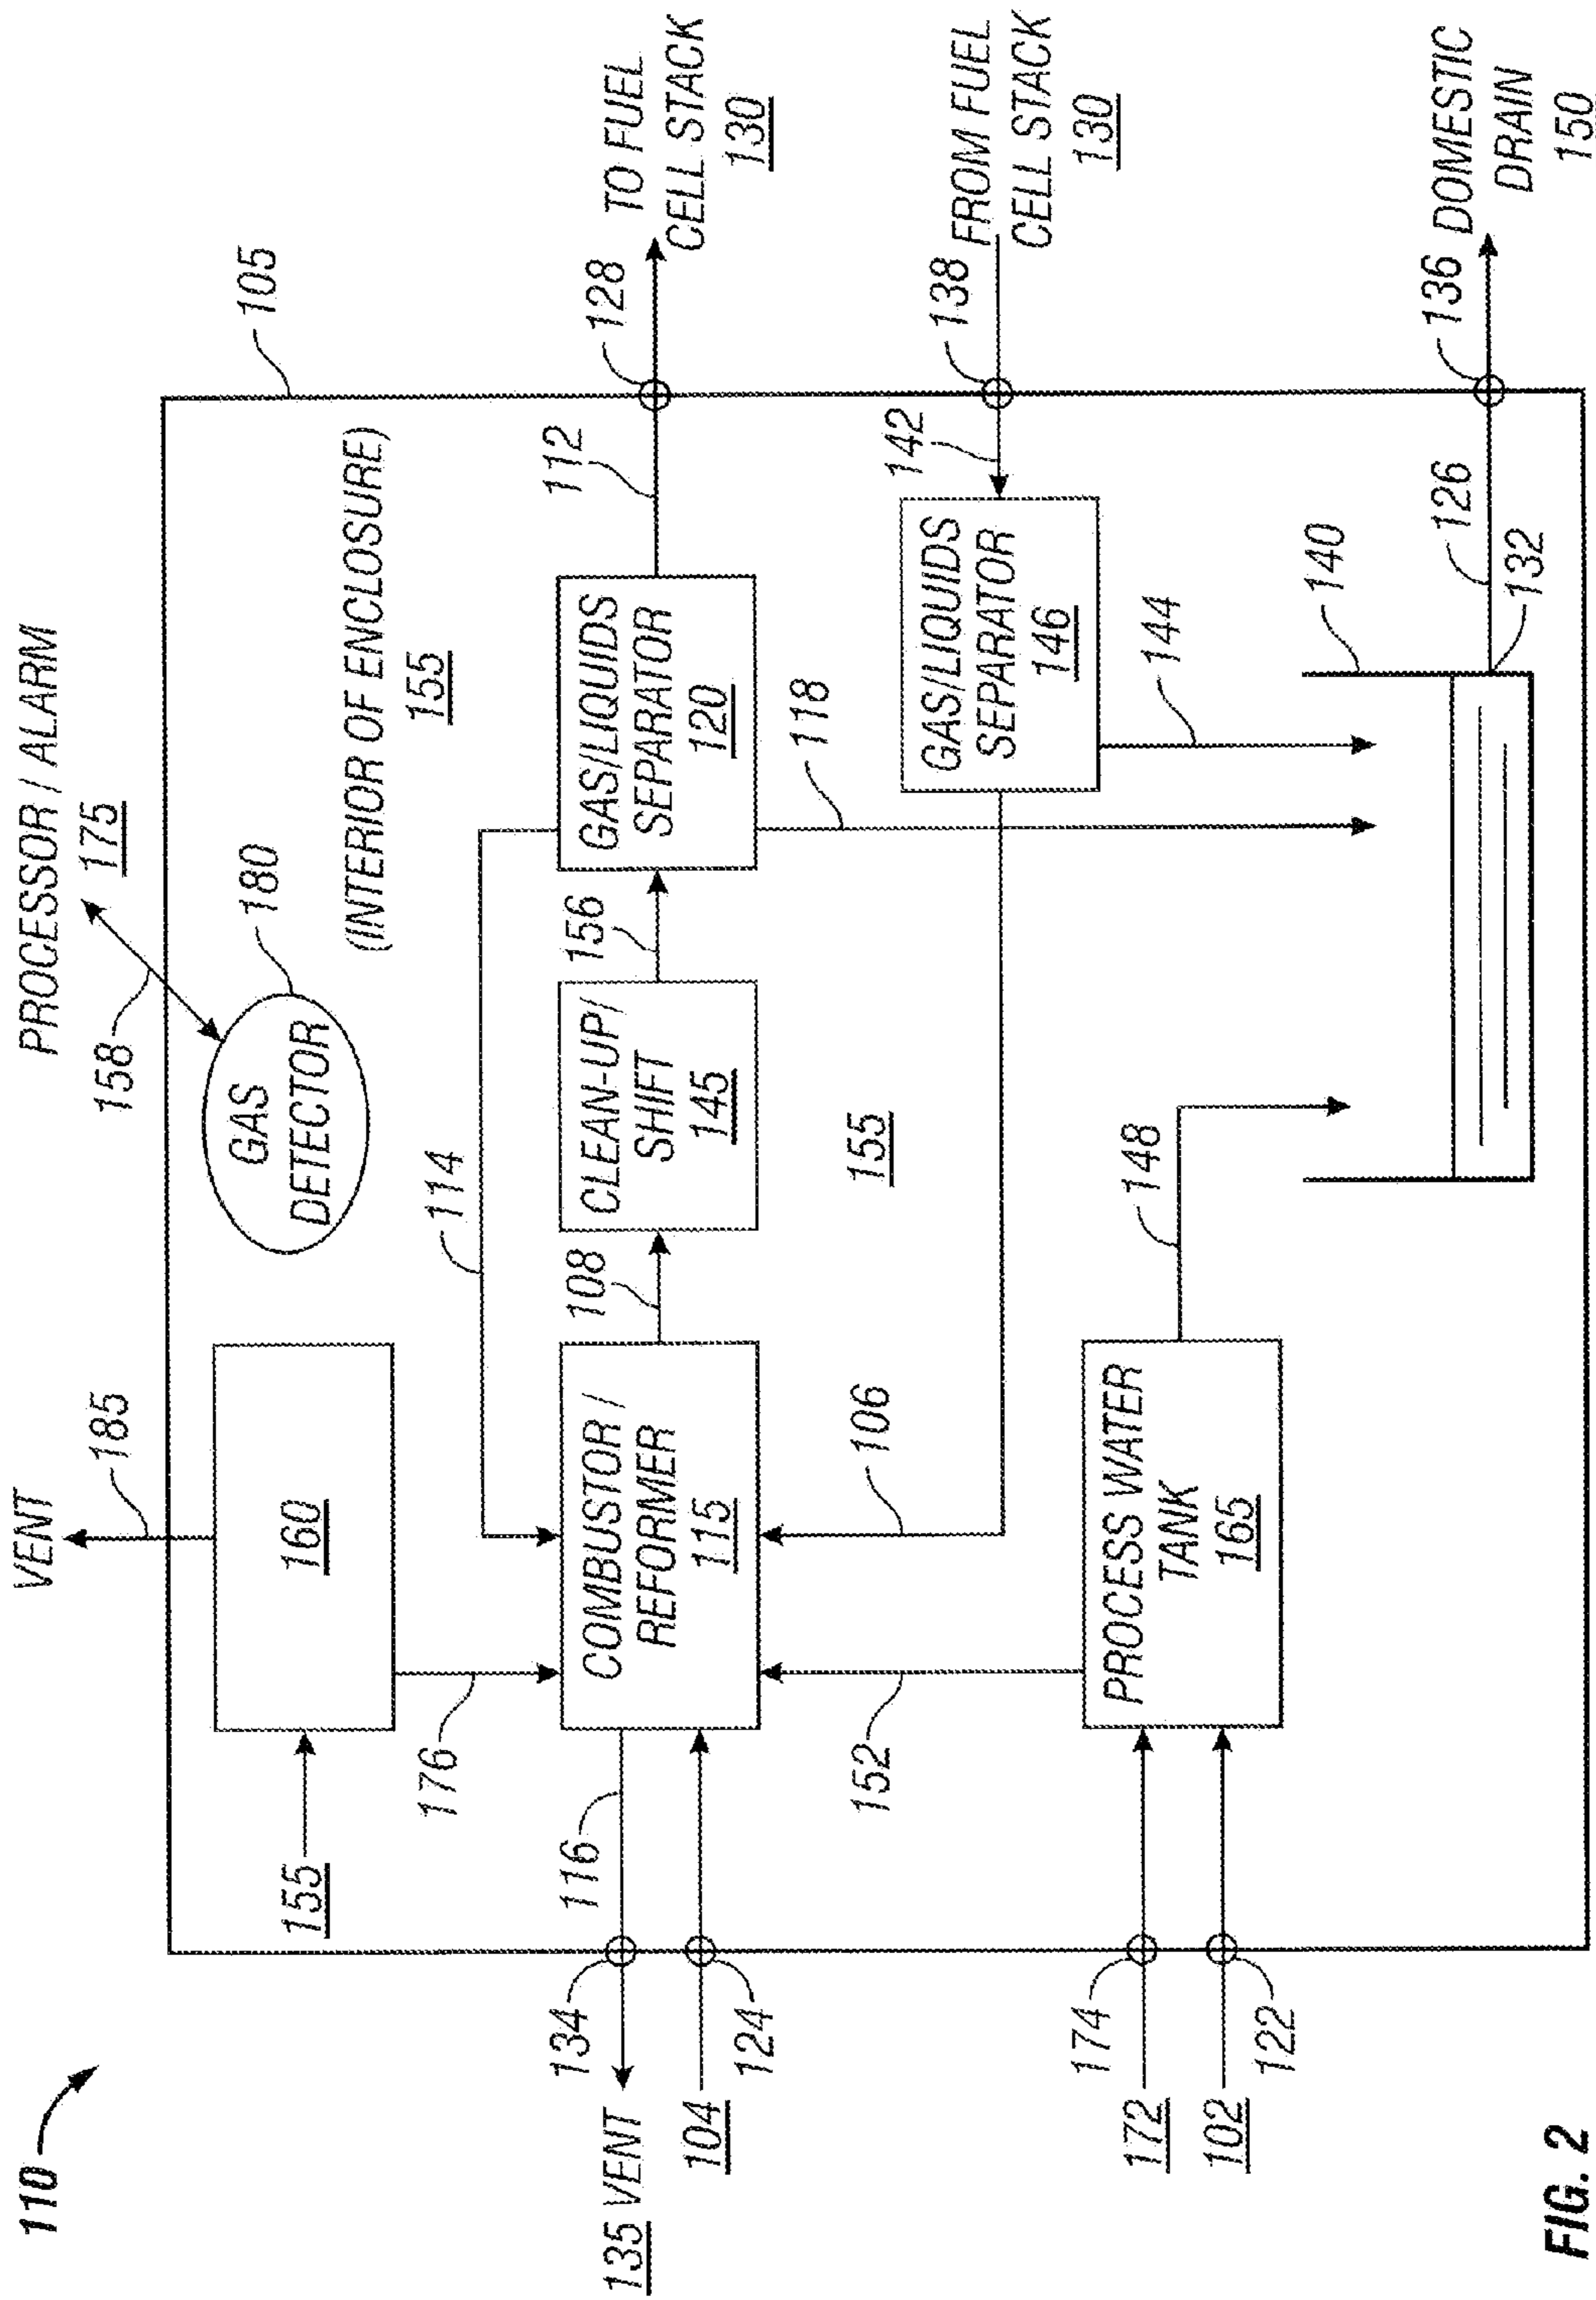 110
VENT
185
PROCESSOR / ALARM
175
158
180
GAS
DETECTOR
105
(INTERIOR OF ENCLOSURE)
155
160
155
176
114
112
128
TO FUEL
CELL STACK
130
135 VENT
134
116
COMBUSTOR /
REFORMER
115
108
CLEAN-UP/
SHIFT
145
156
GAS/LIQUIDS
SEPARATOR
120
104
124
118
155
106
152
142
138
FROM FUEL
CELL STACK
130
GAS/LIQUIDS
SEPARATOR
146
144
172
174
102
122
PROCESS WATER
TANK
165
148
140
126
132
136
DOMESTIC
DRAIN
150
FIG. 2